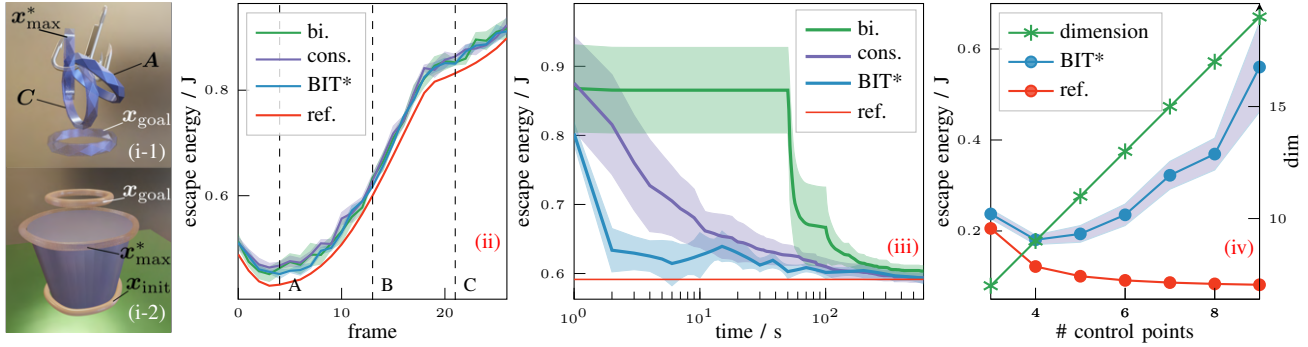 x*max
A
C
xgoal
(i-1)
xgoal
x*max
xinit
(i-2)
escape energy / J
0.8
0.6
bi.
cons.
BIT*
ref.
(ii)
A
B
C
0
10
20
frame
escape energy / J
0.9
0.8
0.7
0.6
bi.
cons.
BIT*
ref.
(iii)
10^0
10^1
10^2
time / s
escape energy / J
0.6
0.4
0.2
dimension
BIT*
ref.
(iv)
4
6
8
# control points
15
10
dim